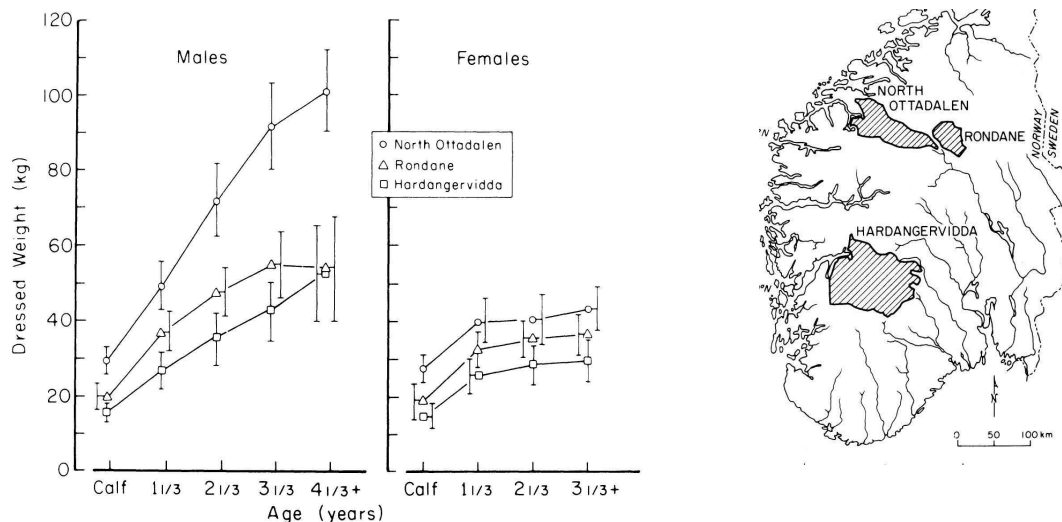 Males
Females
120
100
80
60
40
20
0
Dressed Weight (kg)
North Ottadalen
Rondane
Hardangervidda
Calf
1 1/3
2 1/3
3 1/3
4 1/3+
Calf
1 1/3
2 1/3
3 1/3+
Age (years)
NORTH
OTTADALEN
RONDANE
NORWAY
SWEDEN
HARDANGERVIDDA
N
0 50 100 km